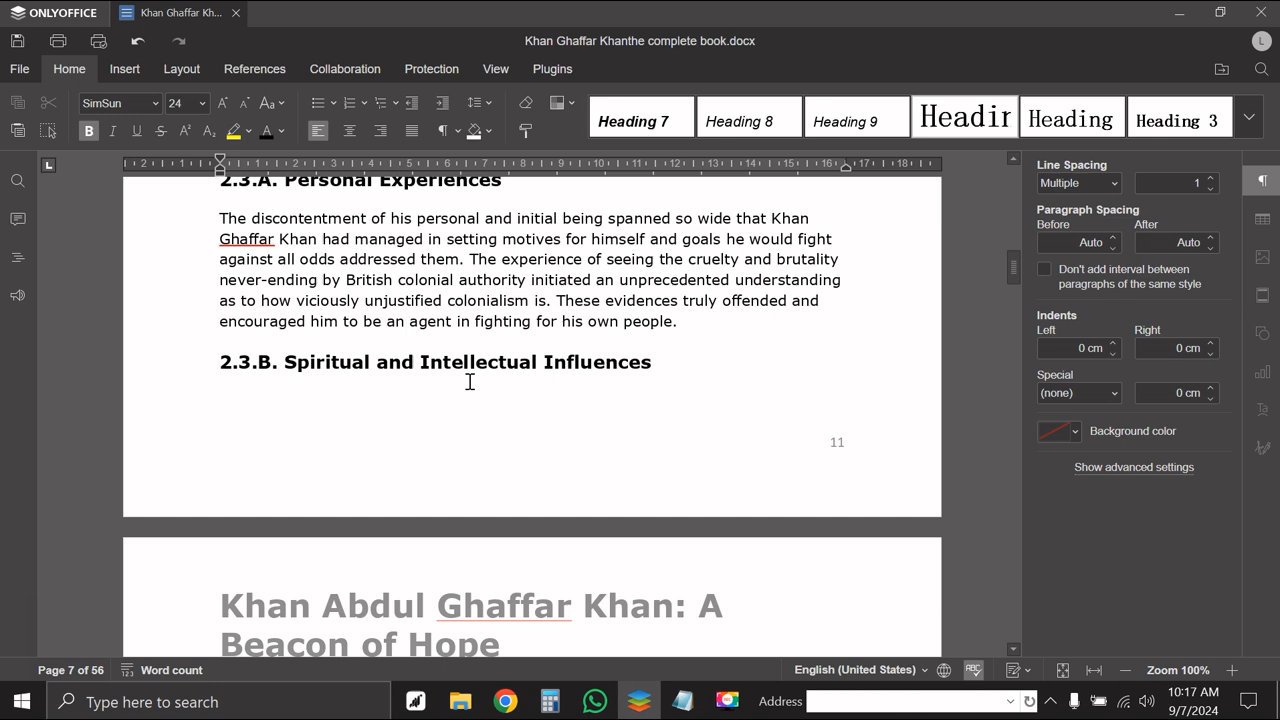 ONLYOFFICE
Khan Ghaffar Kh...
Khan Ghaffar Khanthe complete book.docx
L
File Home Insert Layout References Collaboration Protection View Plugins
SimSun 24
Heading 7 Heading 8 Heading 9 Headir Heading Heading 3
2.3.A. Personal Experiences
The discontentment of his personal and initial being spanned so wide that Khan
Ghaffar Khan had managed in setting motives for himself and goals he would fight
against all odds addressed them. The experience of seeing the cruelty and brutality
never-ending by British colonial authority initiated an unprecedented understanding
as to how viciously unjustified colonialism is. These evidences truly offended and
encouraged him to be an agent in fighting for his own people.
2.3.B. Spiritual and Intellectual Influences
11
Khan Abdul Ghaffar Khan: A
Beacon of Hope
Line Spacing
Multiple 1
Paragraph Spacing
Before After
Auto Auto
Don't add interval between
paragraphs of the same style
Indents
Left Right
0 cm 0 cm
Special
(none) 0 cm
Background color
Show advanced settings
Page 7 of 56 Word count English (United States) Zoom 100%
Type here to search Address 10:17 AM
9/7/2024